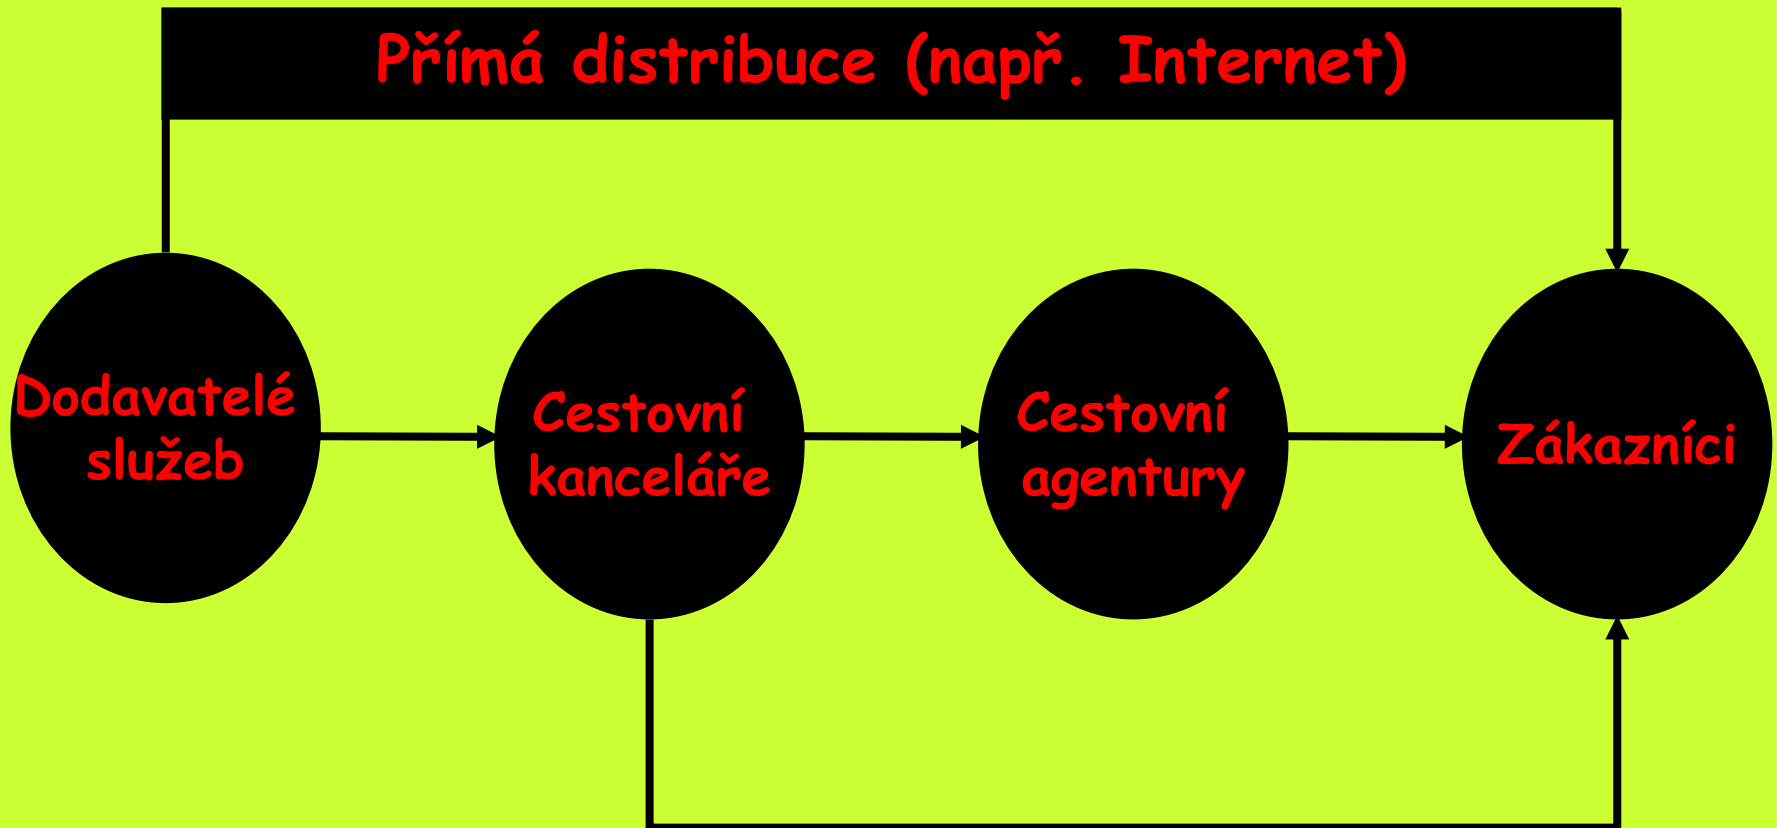 Přímá distribuce (např. Internet)
Dodavatelé
služeb
Cestovní
kanceláře
Cestovní
agentury
Zákazníci